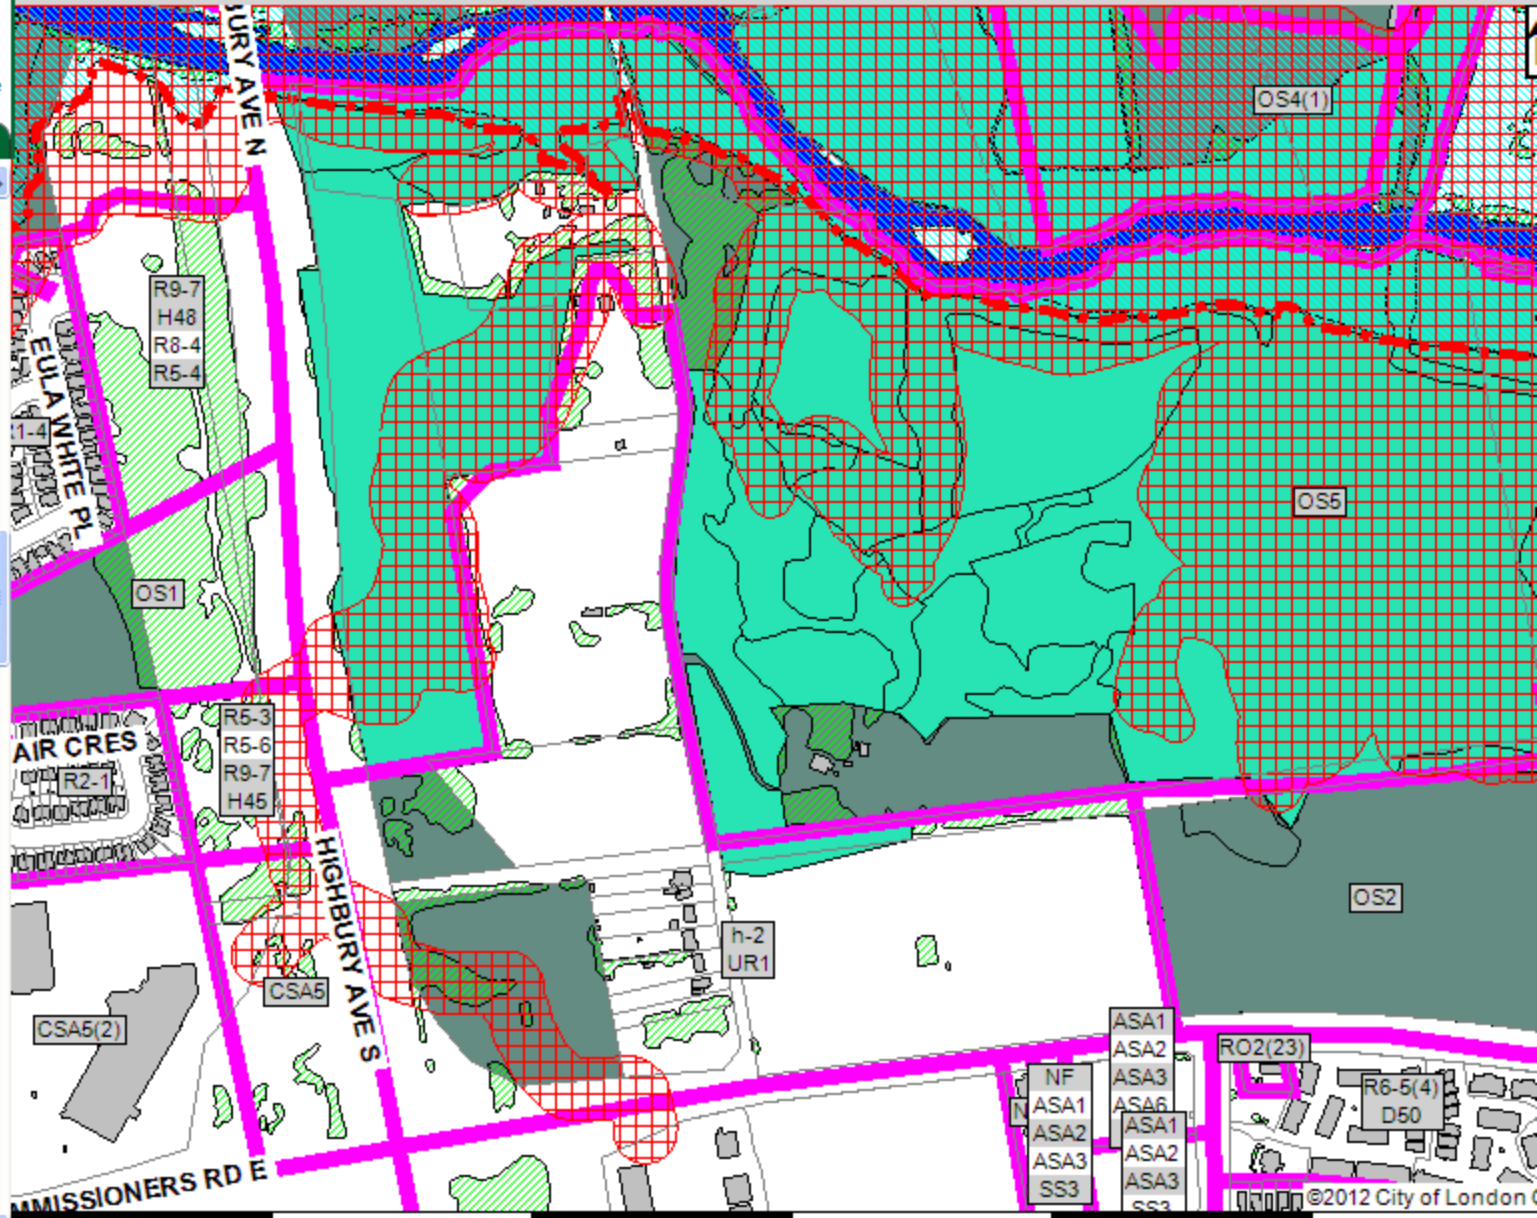 BURY AVE N
OS4(1)
R9-7
H48
R8-4
R5-4
EULA WHITE PL
R1-4
OS5
OS1
R5-3
R5-6
R9-7
H45
AIR CRES
R2-1
HIGHBURY AVE S
OS2
h-2
UR1
CSA5
CSA5(2)
ASA1
ASA2
ASA3
ASA6
RO2(23)
NF
ASA1
ASA2
ASA3
SS3
N
ASA1
ASA2
ASA3
SS3
R6-5(4)
D50
MMISSIONERS RD E
©2012 City of London